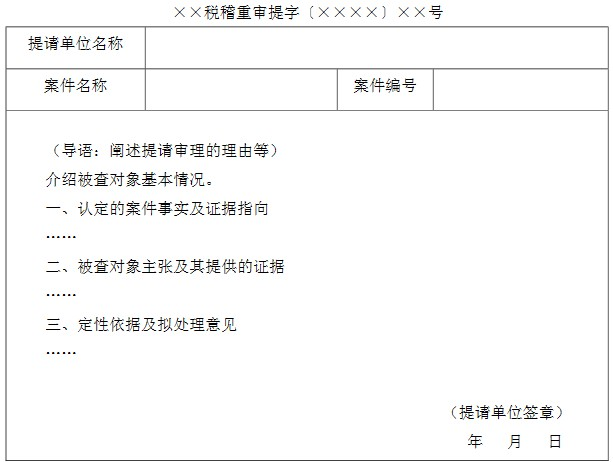 ××税稽重审提字〔××××〕××号
提请单位名称
案件名称 案件编号
（导语：阐述提请审理的理由等）
介绍被查对象基本情况。
一、认定的案件事实及证据指向
……
二、被查对象主张及其提供的证据
……
三、定性依据及拟处理意见
……
（提请单位签章）
年 月 日